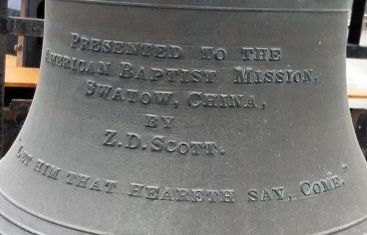 PRESENTED TO THE
AMERICAN BAPTIST MISSION,
SWATOW, CHINA,
BY
Z.D. SCOTT.
"LET HIM THAT HEARETH SAY, COME."